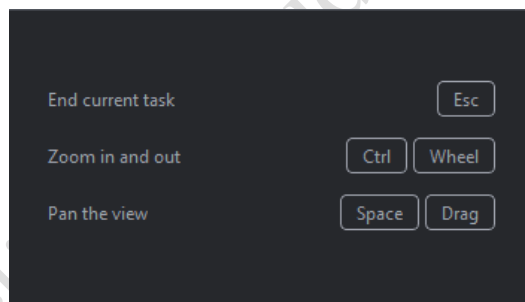 End current task Esc
Zoom in and out Ctrl Wheel
Pan the view Space Drag